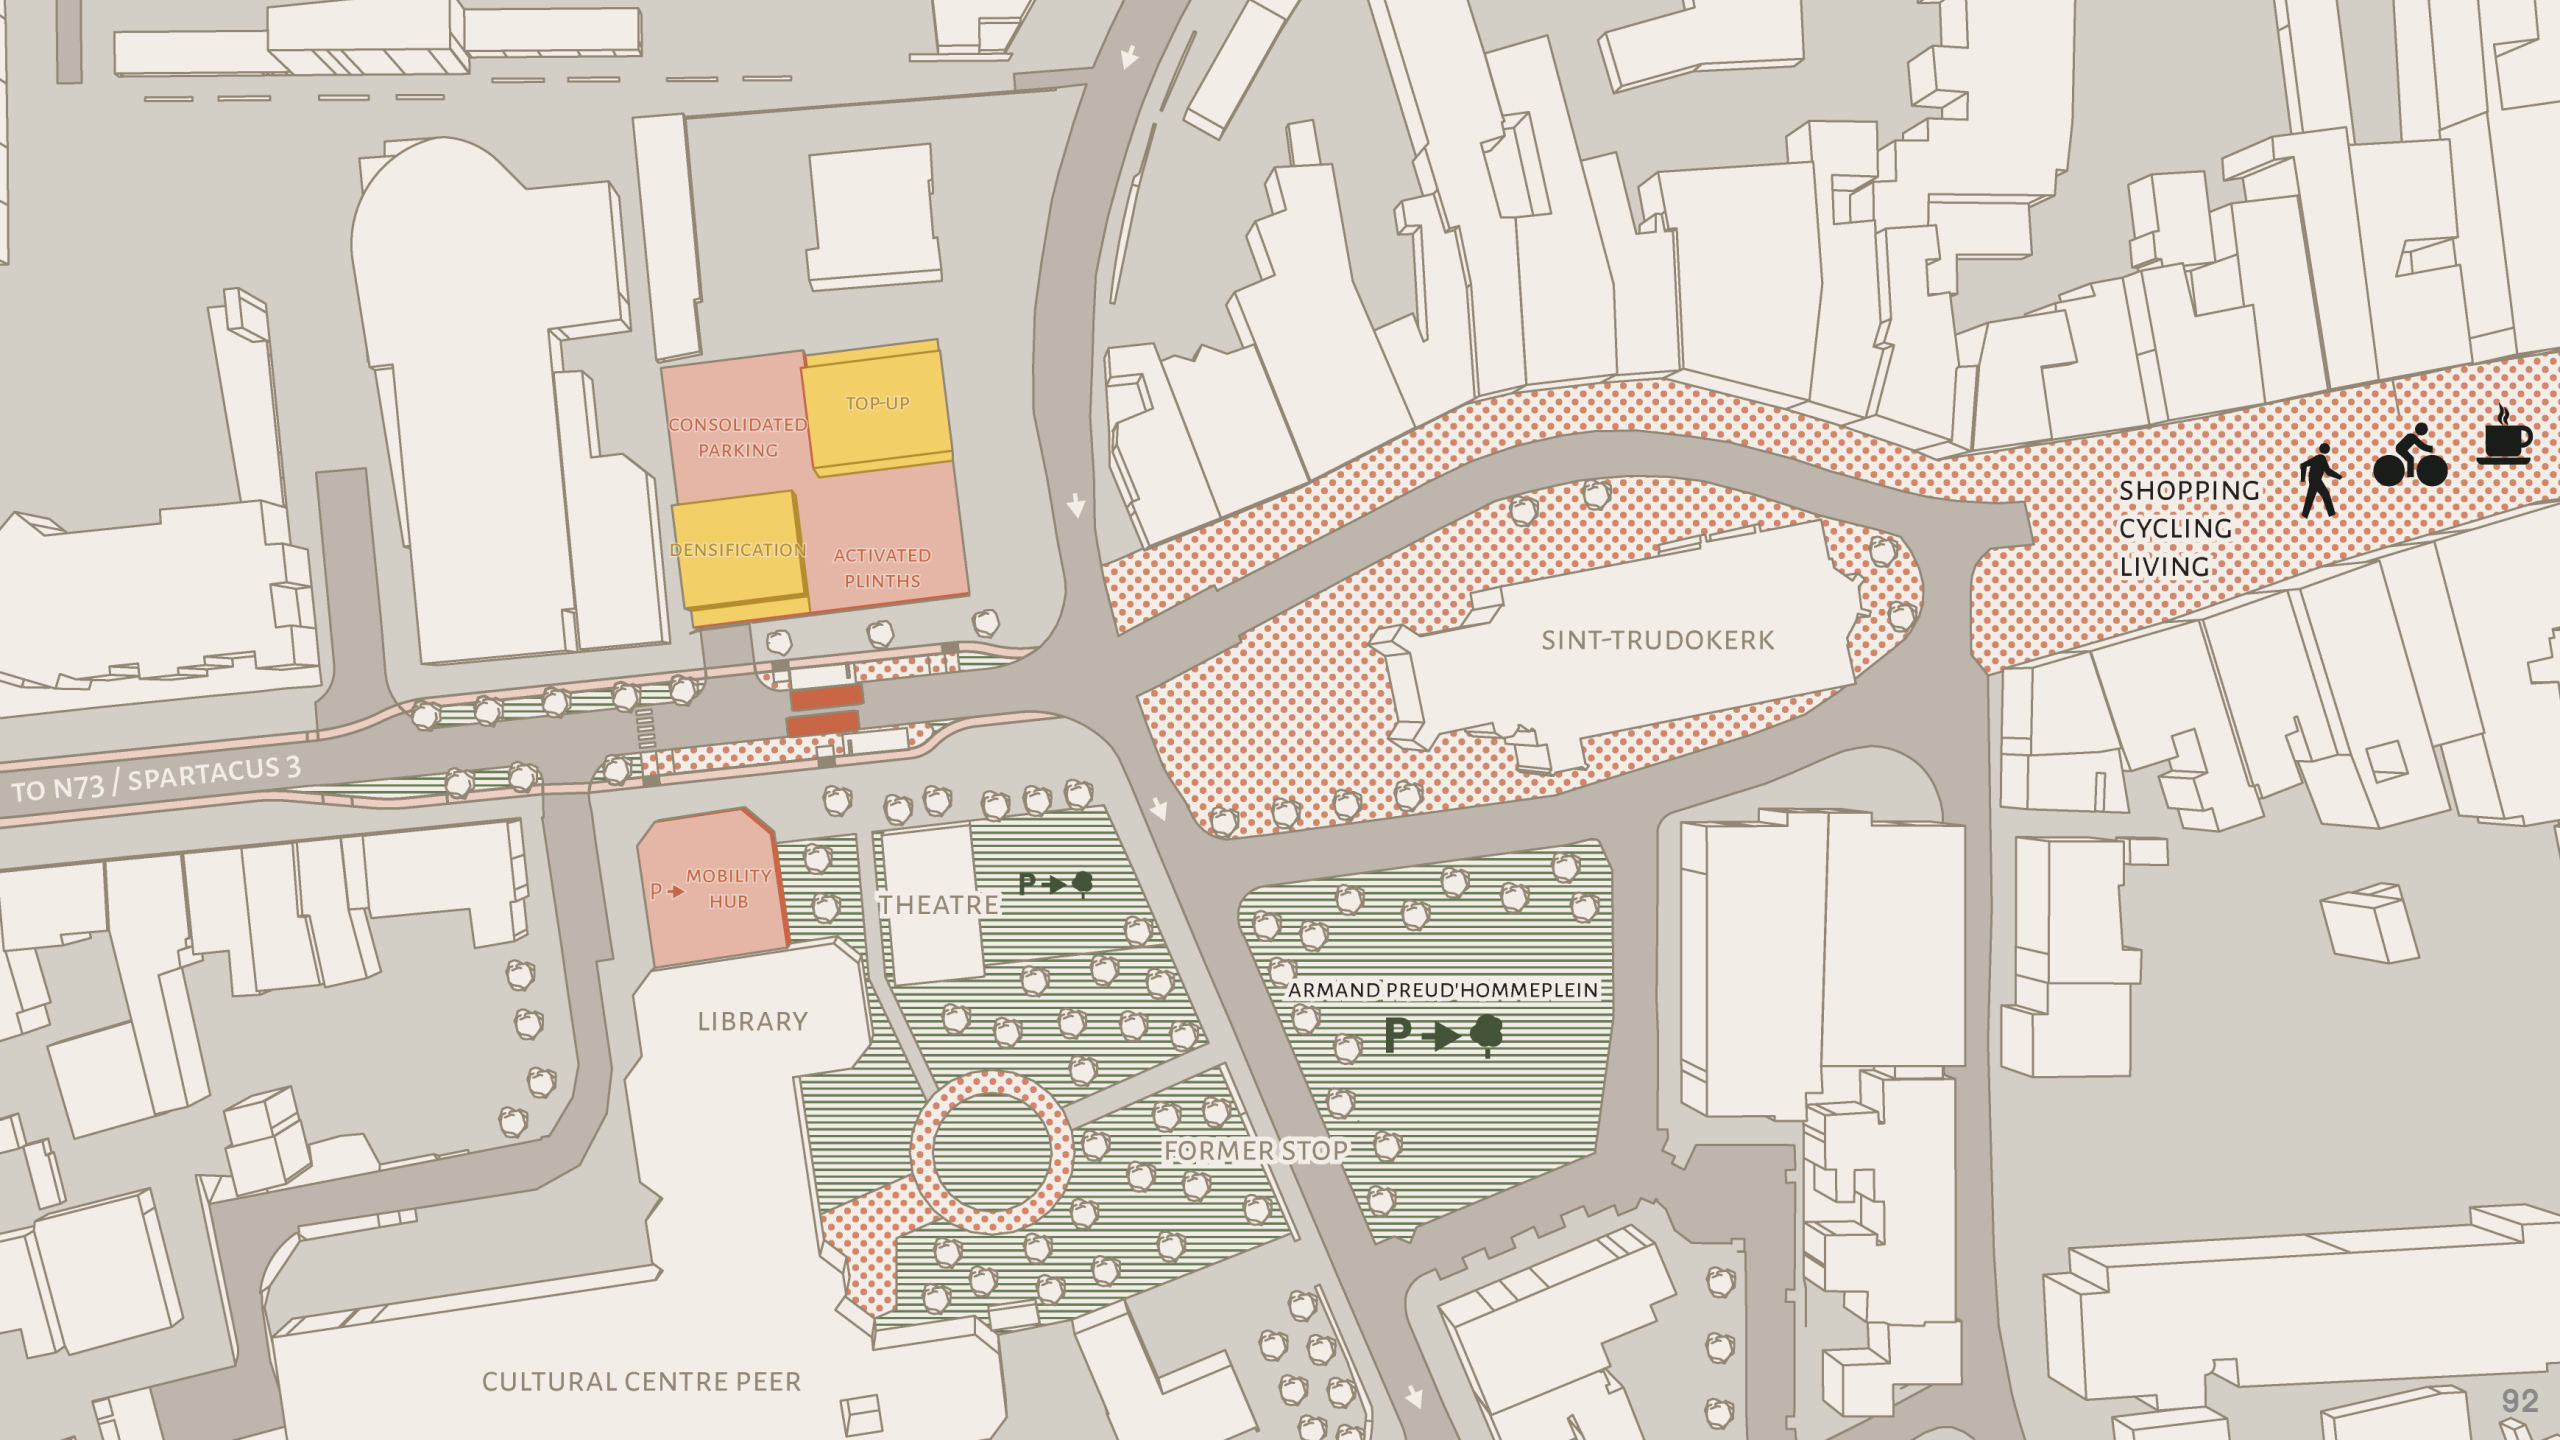 TOP-UP
CONSOLIDATED
PARKING
DENSIFICATION
ACTIVATED
PLINTHS
SHOPPING
CYCLING
LIVING
SINT-TRUDOKERK
TO N73 / SPARTACUS 3
P
MOBILITY
HUB
THEATRE
P
LIBRARY
ARMAND PREUD'HOMMEPLEIN
P
FORMER STOP
CULTURAL CENTRE PEER
92